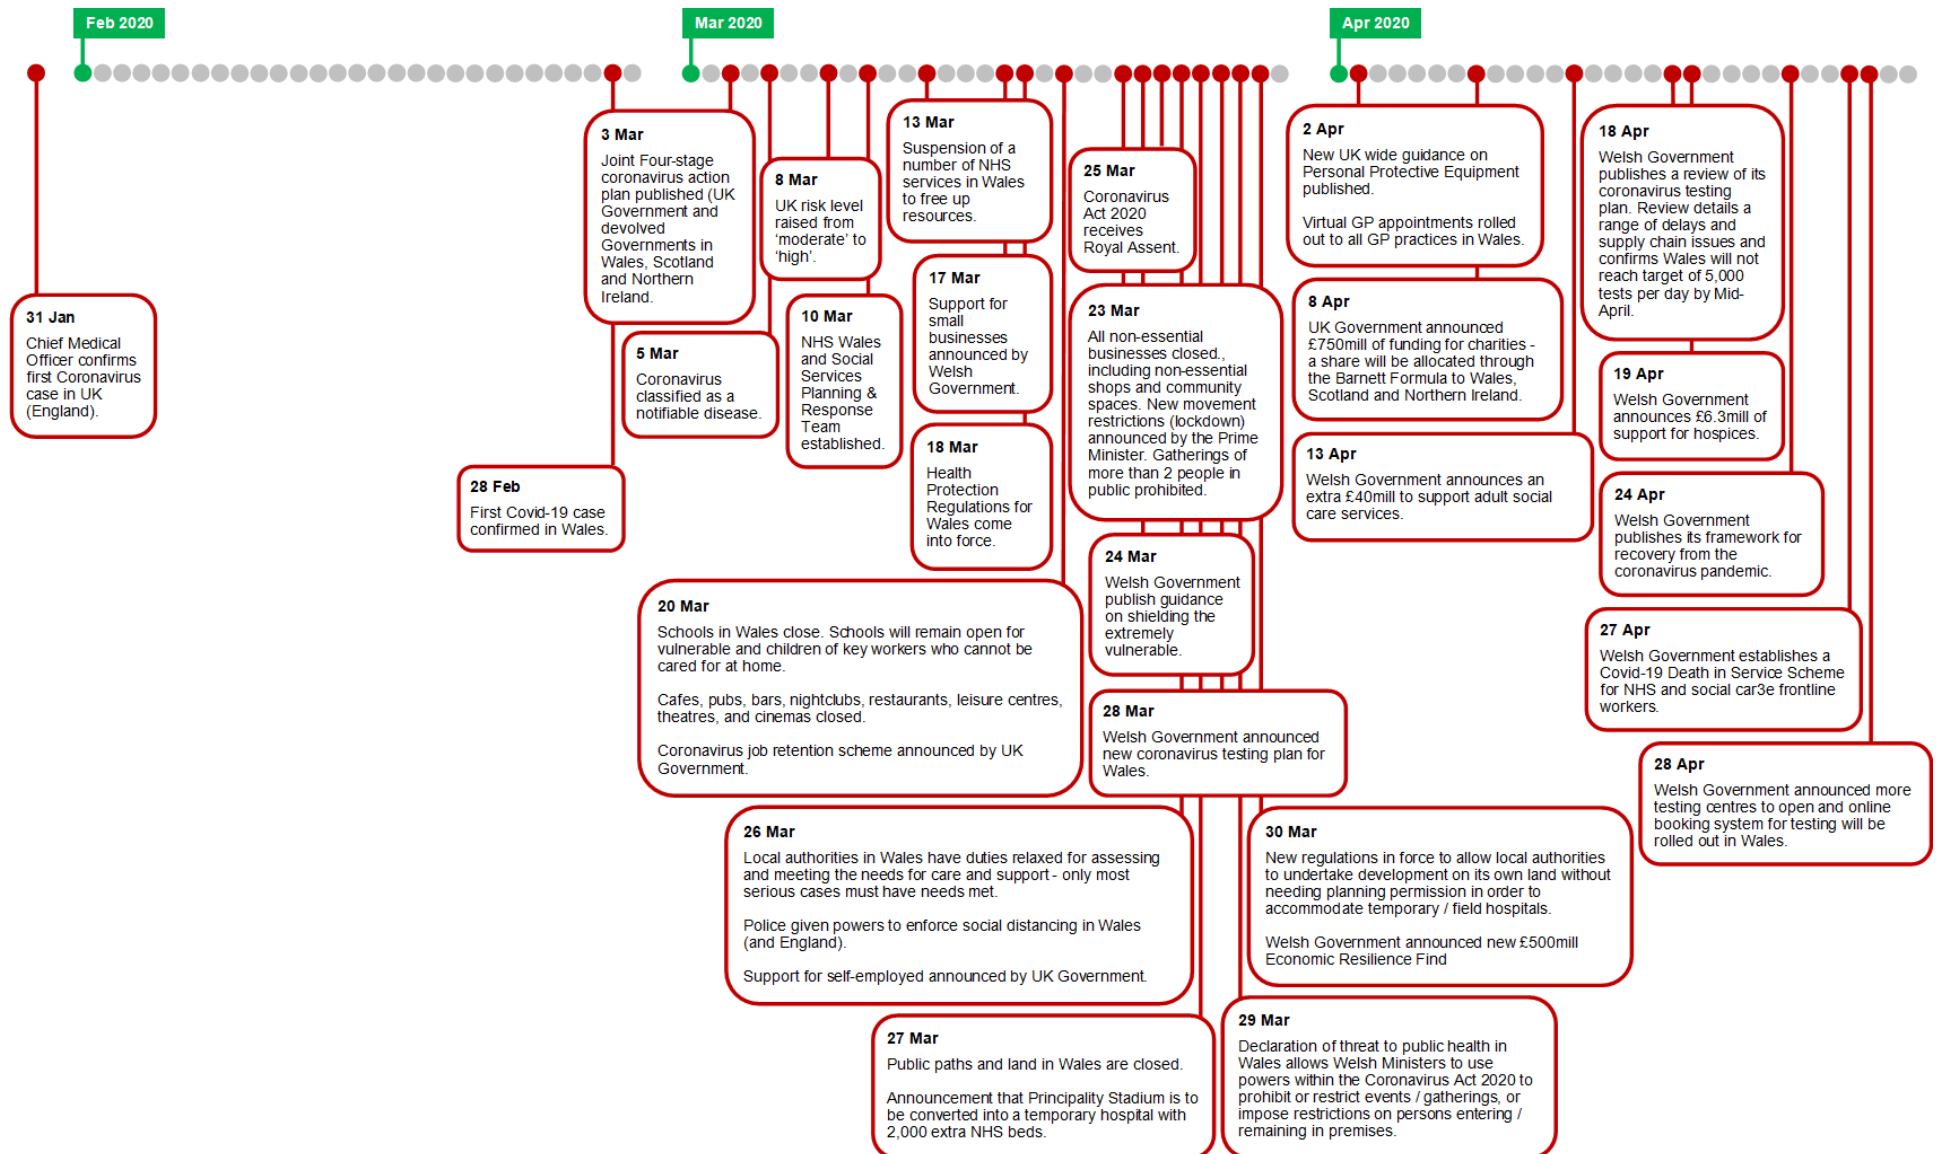 Feb 2020
Mar 2020
Apr 2020
31 Jan
Chief Medical
Officer confirms
first Coronavirus
case in UK
(England).
28 Feb
First Covid-19 case
confirmed in Wales.
3 Mar
Joint Four-stage
coronavirus action
plan published (UK
Government and
devolved
Governments in
Wales, Scotland
and Northern
Ireland.
5 Mar
Coronavirus
classified as a
notifiable disease.
8 Mar
UK risk level
raised from
‘moderate’ to
‘high’.
10 Mar
NHS Wales
and Social
Services
Planning &
Response
Team
established.
13 Mar
Suspension of a
number of NHS
services in Wales
to free up
resources.
17 Mar
Support for
small
businesses
announced by
Welsh
Government.
18 Mar
Health
Protection
Regulations for
Wales come
into force.
20 Mar
Schools in Wales close. Schools will remain open for
vulnerable and children of key workers who cannot be
cared for at home.
Cafes, pubs, bars, nightclubs, restaurants, leisure centres,
theatres, and cinemas closed.
Coronavirus job retention scheme announced by UK
Government.
25 Mar
Coronavirus
Act 2020
receives
Royal Assent.
23 Mar
All non-essential
businesses closed.,
including non-essential
shops and community
spaces. New movement
restrictions (lockdown)
announced by the Prime
Minister. Gatherings of
more than 2 people in
public prohibited.
24 Mar
Welsh Government
publish guidance
on shielding the
extremely
vulnerable.
28 Mar
Welsh Government announced
new coronavirus testing plan for
Wales.
26 Mar
Local authorities in Wales have duties relaxed for assessing
and meeting the needs for care and support - only most
serious cases must have needs met.
Police given powers to enforce social distancing in Wales
(and England).
Support for self-employed announced by UK Government.
27 Mar
Public paths and land in Wales are closed.
Announcement that Principality Stadium is to
be converted into a temporary hospital with
2,000 extra NHS beds.
30 Mar
New regulations in force to allow local authorities
to undertake development on its own land without
needing planning permission in order to
accommodate temporary / field hospitals.
Welsh Government announced new £500mill
Economic Resilience Find
29 Mar
Declaration of threat to public health in
Wales allows Welsh Ministers to use
powers within the Coronavirus Act 2020 to
prohibit or restrict events / gatherings, or
impose restrictions on persons entering /
remaining in premises.
2 Apr
New UK wide guidance on
Personal Protective Equipment
published.
Virtual GP appointments rolled
out to all GP practices in Wales.
8 Apr
UK Government announced
£750mill of funding for charities -
a share will be allocated through
the Barnett Formula to Wales,
Scotland and Northern Ireland.
13 Apr
Welsh Government announces an
extra £40mill to support adult social
care services.
18 Apr
Welsh Government
publishes a review of its
coronavirus testing
plan. Review details a
range of delays and
supply chain issues and
confirms Wales will not
reach target of 5,000
tests per day by Mid-
April.
19 Apr
Welsh Government
announces £6.3mill of
support for hospices.
24 Apr
Welsh Government
publishes its framework for
recovery from the
coronavirus pandemic.
27 Apr
Welsh Government establishes a
Covid-19 Death in Service Scheme
for NHS and social car3e frontline
workers.
28 Apr
Welsh Government announced more
testing centres to open and online
booking system for testing will be
rolled out in Wales.